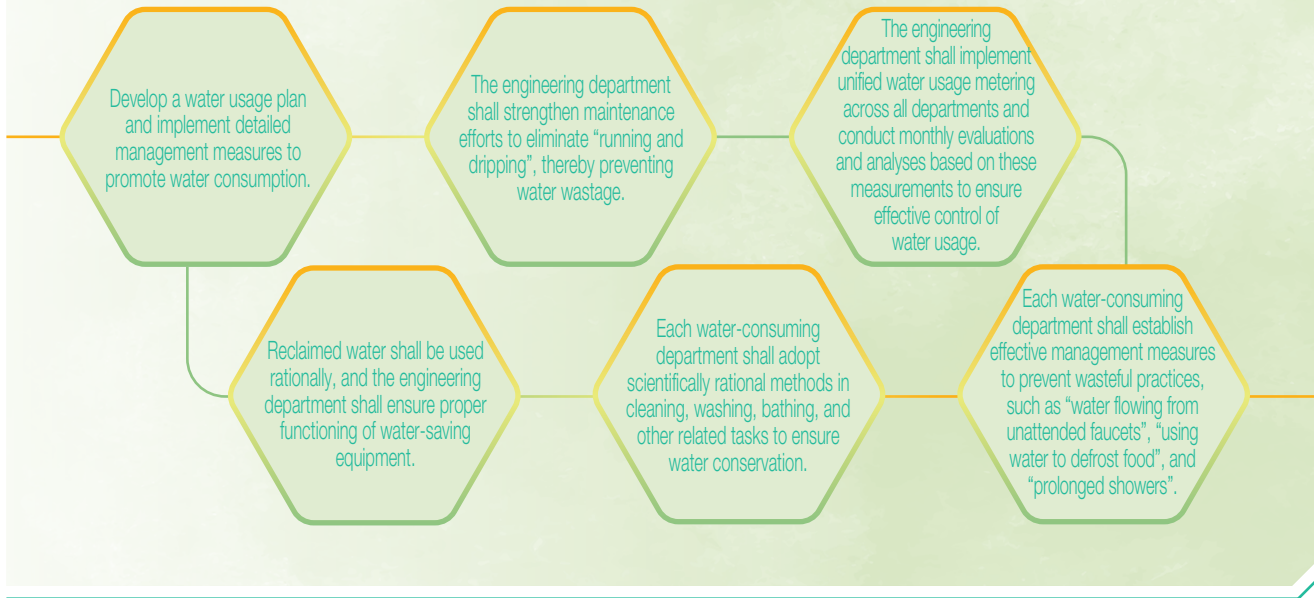 Develop a water usage plan
and implement detailed
management measures to
promote water consumption.
The engineering department
shall strengthen maintenance
efforts to eliminate “running and
dripping”, thereby preventing
water wastage.
The engineering
department shall implement
unified water usage metering
across all departments and
conduct monthly evaluations
and analyses based on these
measurements to ensure
effective control of
water usage.
Reclaimed water shall be used
rationally, and the engineering
department shall ensure proper
functioning of water-saving
equipment.
Each water-consuming
department shall adopt
scientifically rational methods in
cleaning, washing, bathing, and
other related tasks to ensure
water conservation.
Each water-consuming
department shall establish
effective management measures
to prevent wasteful practices,
such as “water flowing from
unattended faucets”, “using
water to defrost food”, and
“prolonged showers”.